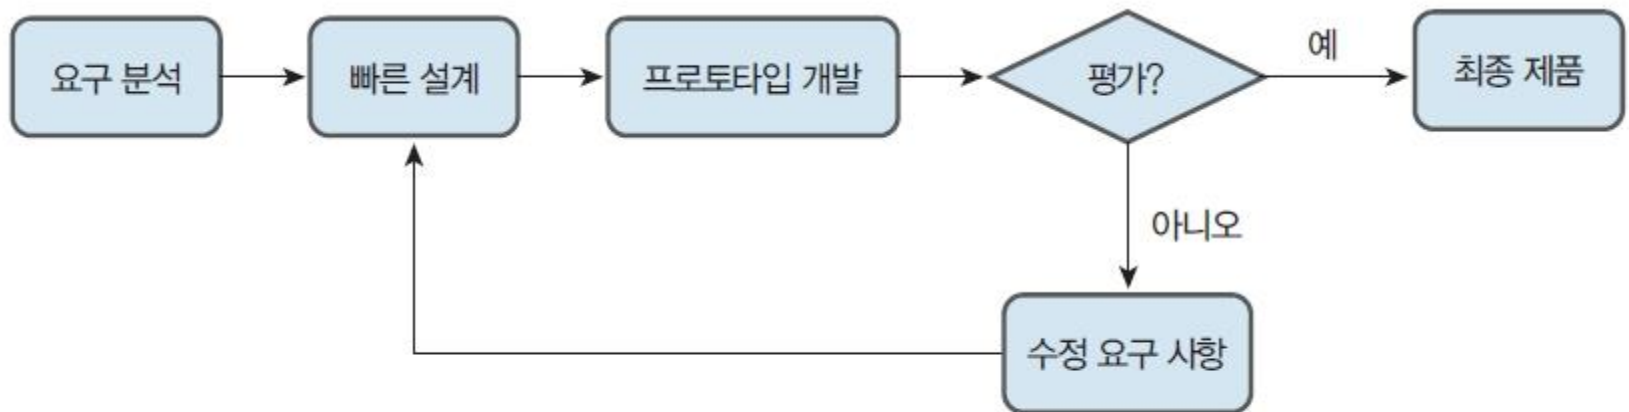 요구 분석
빠른 설계
프로토타입 개발
평가?
예
최종 제품
아니오
수정 요구 사항